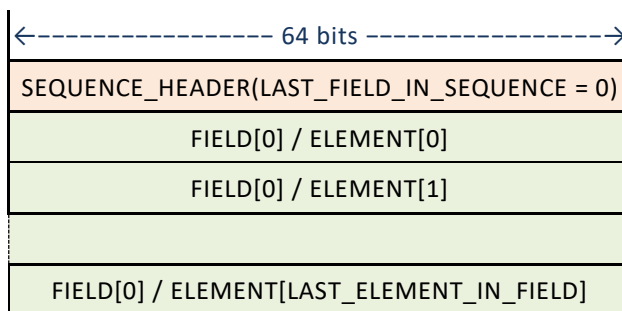 64 bits
SEQUENCE_HEADER(LAST_FIELD_IN_SEQUENCE = 0)
FIELD[0] / ELEMENT[0]
FIELD[0] / ELEMENT[1]
FIELD[0] / ELEMENT[LAST_ELEMENT_IN_FIELD]